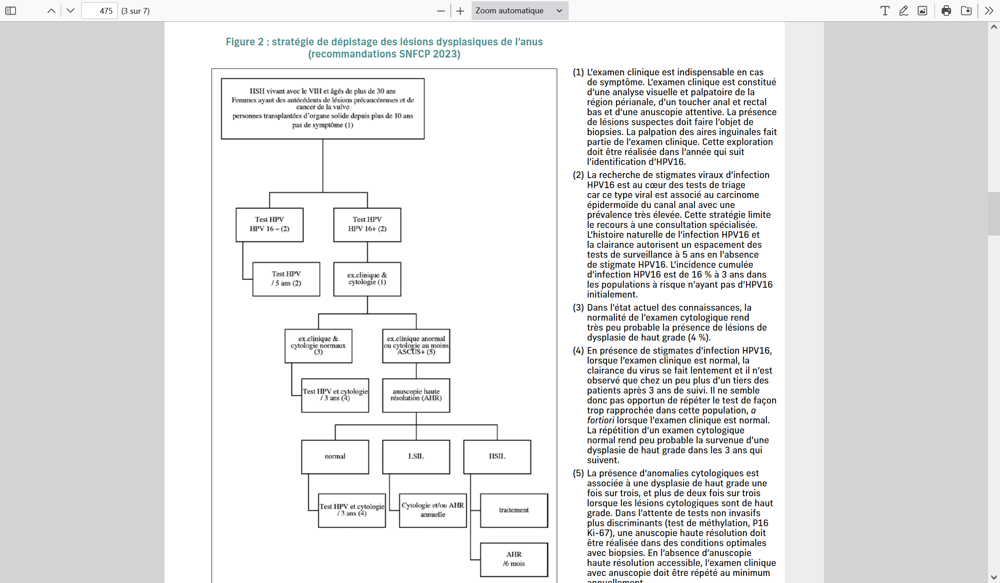 475 (3 sur 7) Zoom automatique
Figure 2 : stratégie de dépistage des lésions dysplasiques de l’anus
(recommandations SNFCP 2023)
HSH vivant avec le VIH et âgés de plus de 30 ans
Femmes ayant des antécédents de lésions précancéreuses et de
cancer de la vulve
personnes transplantées d’organe solide depuis plus de 10 ans
pas de symptôme (1)
Test HPV
HPV 16 – (2)
Test HPV
HPV 16+ (2)
Test HPV
/ 5 ans (2)
ex.clinique &
cytologie (1)
ex.clinique &
cytologie normaux
(3)
ex.clinique anormal
ou cytologie au moins
ASCUS+ (5)
Test HPV et cytologie
/ 3 ans (4)
anuscopie haute
résolution (AHR)
normal
LSIL
HSIL
Test HPV et cytologie
/ 3 ans (4)
Cytologie et/ou AHR
annuelle
traitement
AHR
/6 mois
(1) L’examen clinique est indispensable en cas
de symptôme. L’examen clinique est constitué
d’une analyse visuelle et palpatoire de la
région périanale, d’un toucher anal et rectal
bas et d’une anuscopie attentive. La présence
de lésions suspectes doit faire l’objet de
biopsies. La palpation des aires inguinales fait
partie de l’examen clinique. Cette exploration
doit être réalisée dans l’année qui suit
l’identification d’HPV16.
(2) La recherche de stigmates viraux d’infection
HPV16 est au cœur des tests de triage
car ce type viral est associé au carcinome
épidermoïde du canal anal avec une
prévalence très élevée. Cette stratégie limite
le recours à une consultation spécialisée.
L’histoire naturelle de l’infection HPV16 et
la clairance autorisent un espacement des
tests de surveillance à 5 ans en l’absence
de stigmate HPV16. L’incidence cumulée
d’infection HPV16 est de 16 % à 3 ans dans
les populations à risque n’ayant pas d’HPV16
initialement.
(3) Dans l’état actuel des connaissances, la
normalité de l’examen cytologique rend
très peu probable la présence de lésions de
dysplasie de haut grade (4 %).
(4) En présence de stigmates d’infection HPV16,
lorsque l’examen clinique est normal, la
clairance du virus se fait lentement et il n’est
observé que chez un peu plus d’un tiers des
patients après 3 ans de suivi. Il ne semble
donc pas opportun de répéter le test de façon
trop rapprochée dans cette population, a
fortiori lorsque l’examen clinique est normal.
La répétition d’un examen cytologique
normal rend peu probable la survenue d’une
dysplasie de haut grade dans les 3 ans qui
suivent.
(5) La présence d’anomalies cytologiques est
associée à une dysplasie de haut grade une
fois sur trois, et plus de deux fois sur trois
lorsque les lésions cytologiques sont de haut
grade. Dans l’attente de tests non invasifs
plus discriminants (test de méthylation, P16
Ki-67), une anuscopie haute résolution doit
être réalisée dans des conditions optimales
avec biopsies. En l’absence d’anuscopie
haute résolution accessible, l’examen clinique
avec anuscopie doit être répété au minimum
annuellement.